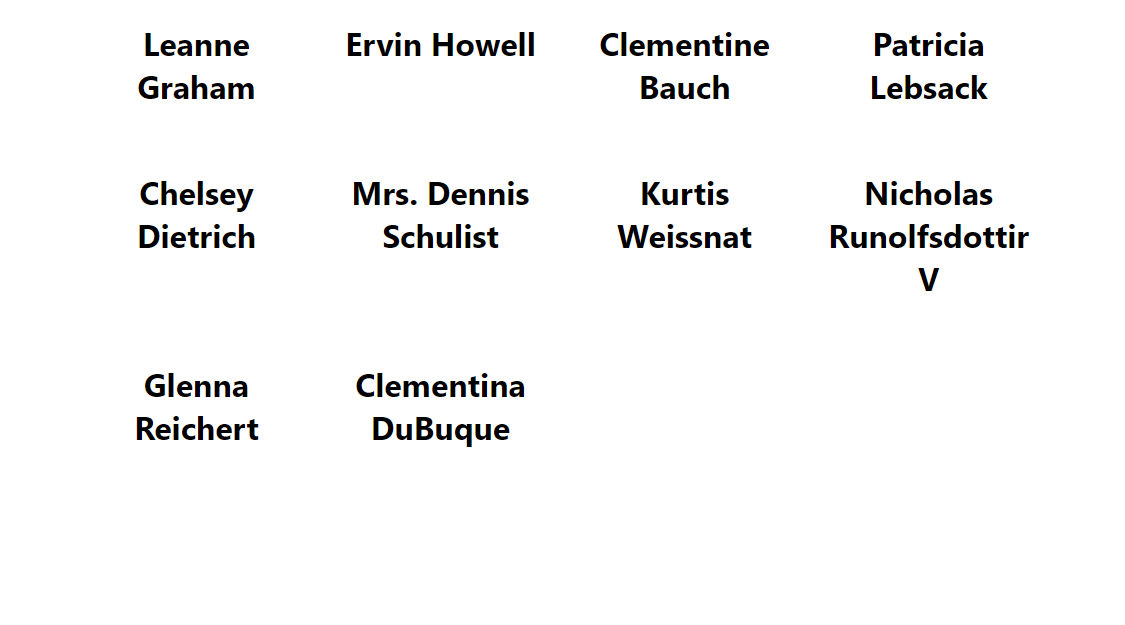 Leanne
Graham
Ervin Howell
Clementine
Bauch
Patricia
Lebsack
Chelsey
Dietrich
Mrs. Dennis
Schulist
Kurtis
Weissnat
Nicholas
Runolfsdottir
V
Glenna
Reichert
Clementina
DuBuque